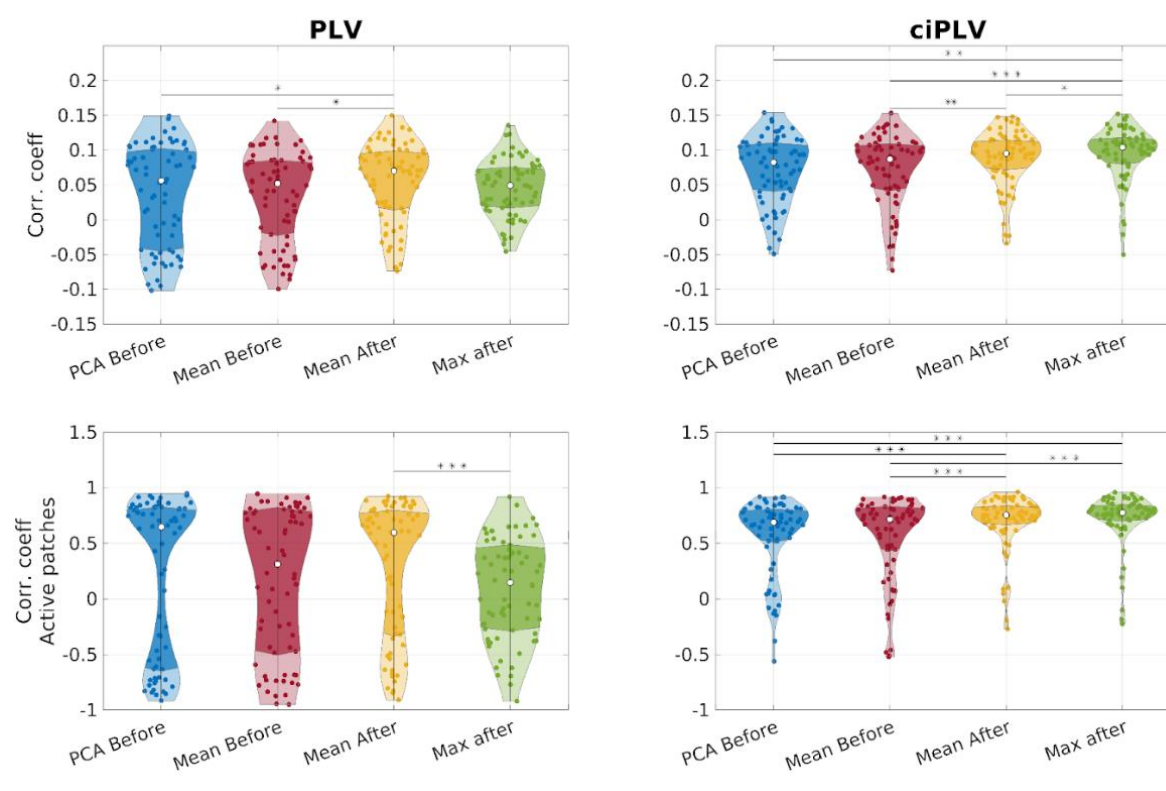 PLV
ciPLV
Corr. coeff
0.2
0.15
0.1
0.05
0
-0.05
-0.1
-0.15
*
*
PCA Before
Mean Before
Mean After
Max after
0.2
0.15
0.1
0.05
0
-0.05
-0.1
-0.15
* *
* * *
*
**
PCA Before
Mean Before
Mean After
Max after
Corr. coeff
Active patches
1.5
1
0.5
0
-0.5
-1
* * *
PCA Before
Mean Before
Mean After
Max after
1.5
1
0.5
0
-0.5
-1
* * *
* * *
* * *
* * *
PCA Before
Mean Before
Mean After
Max after